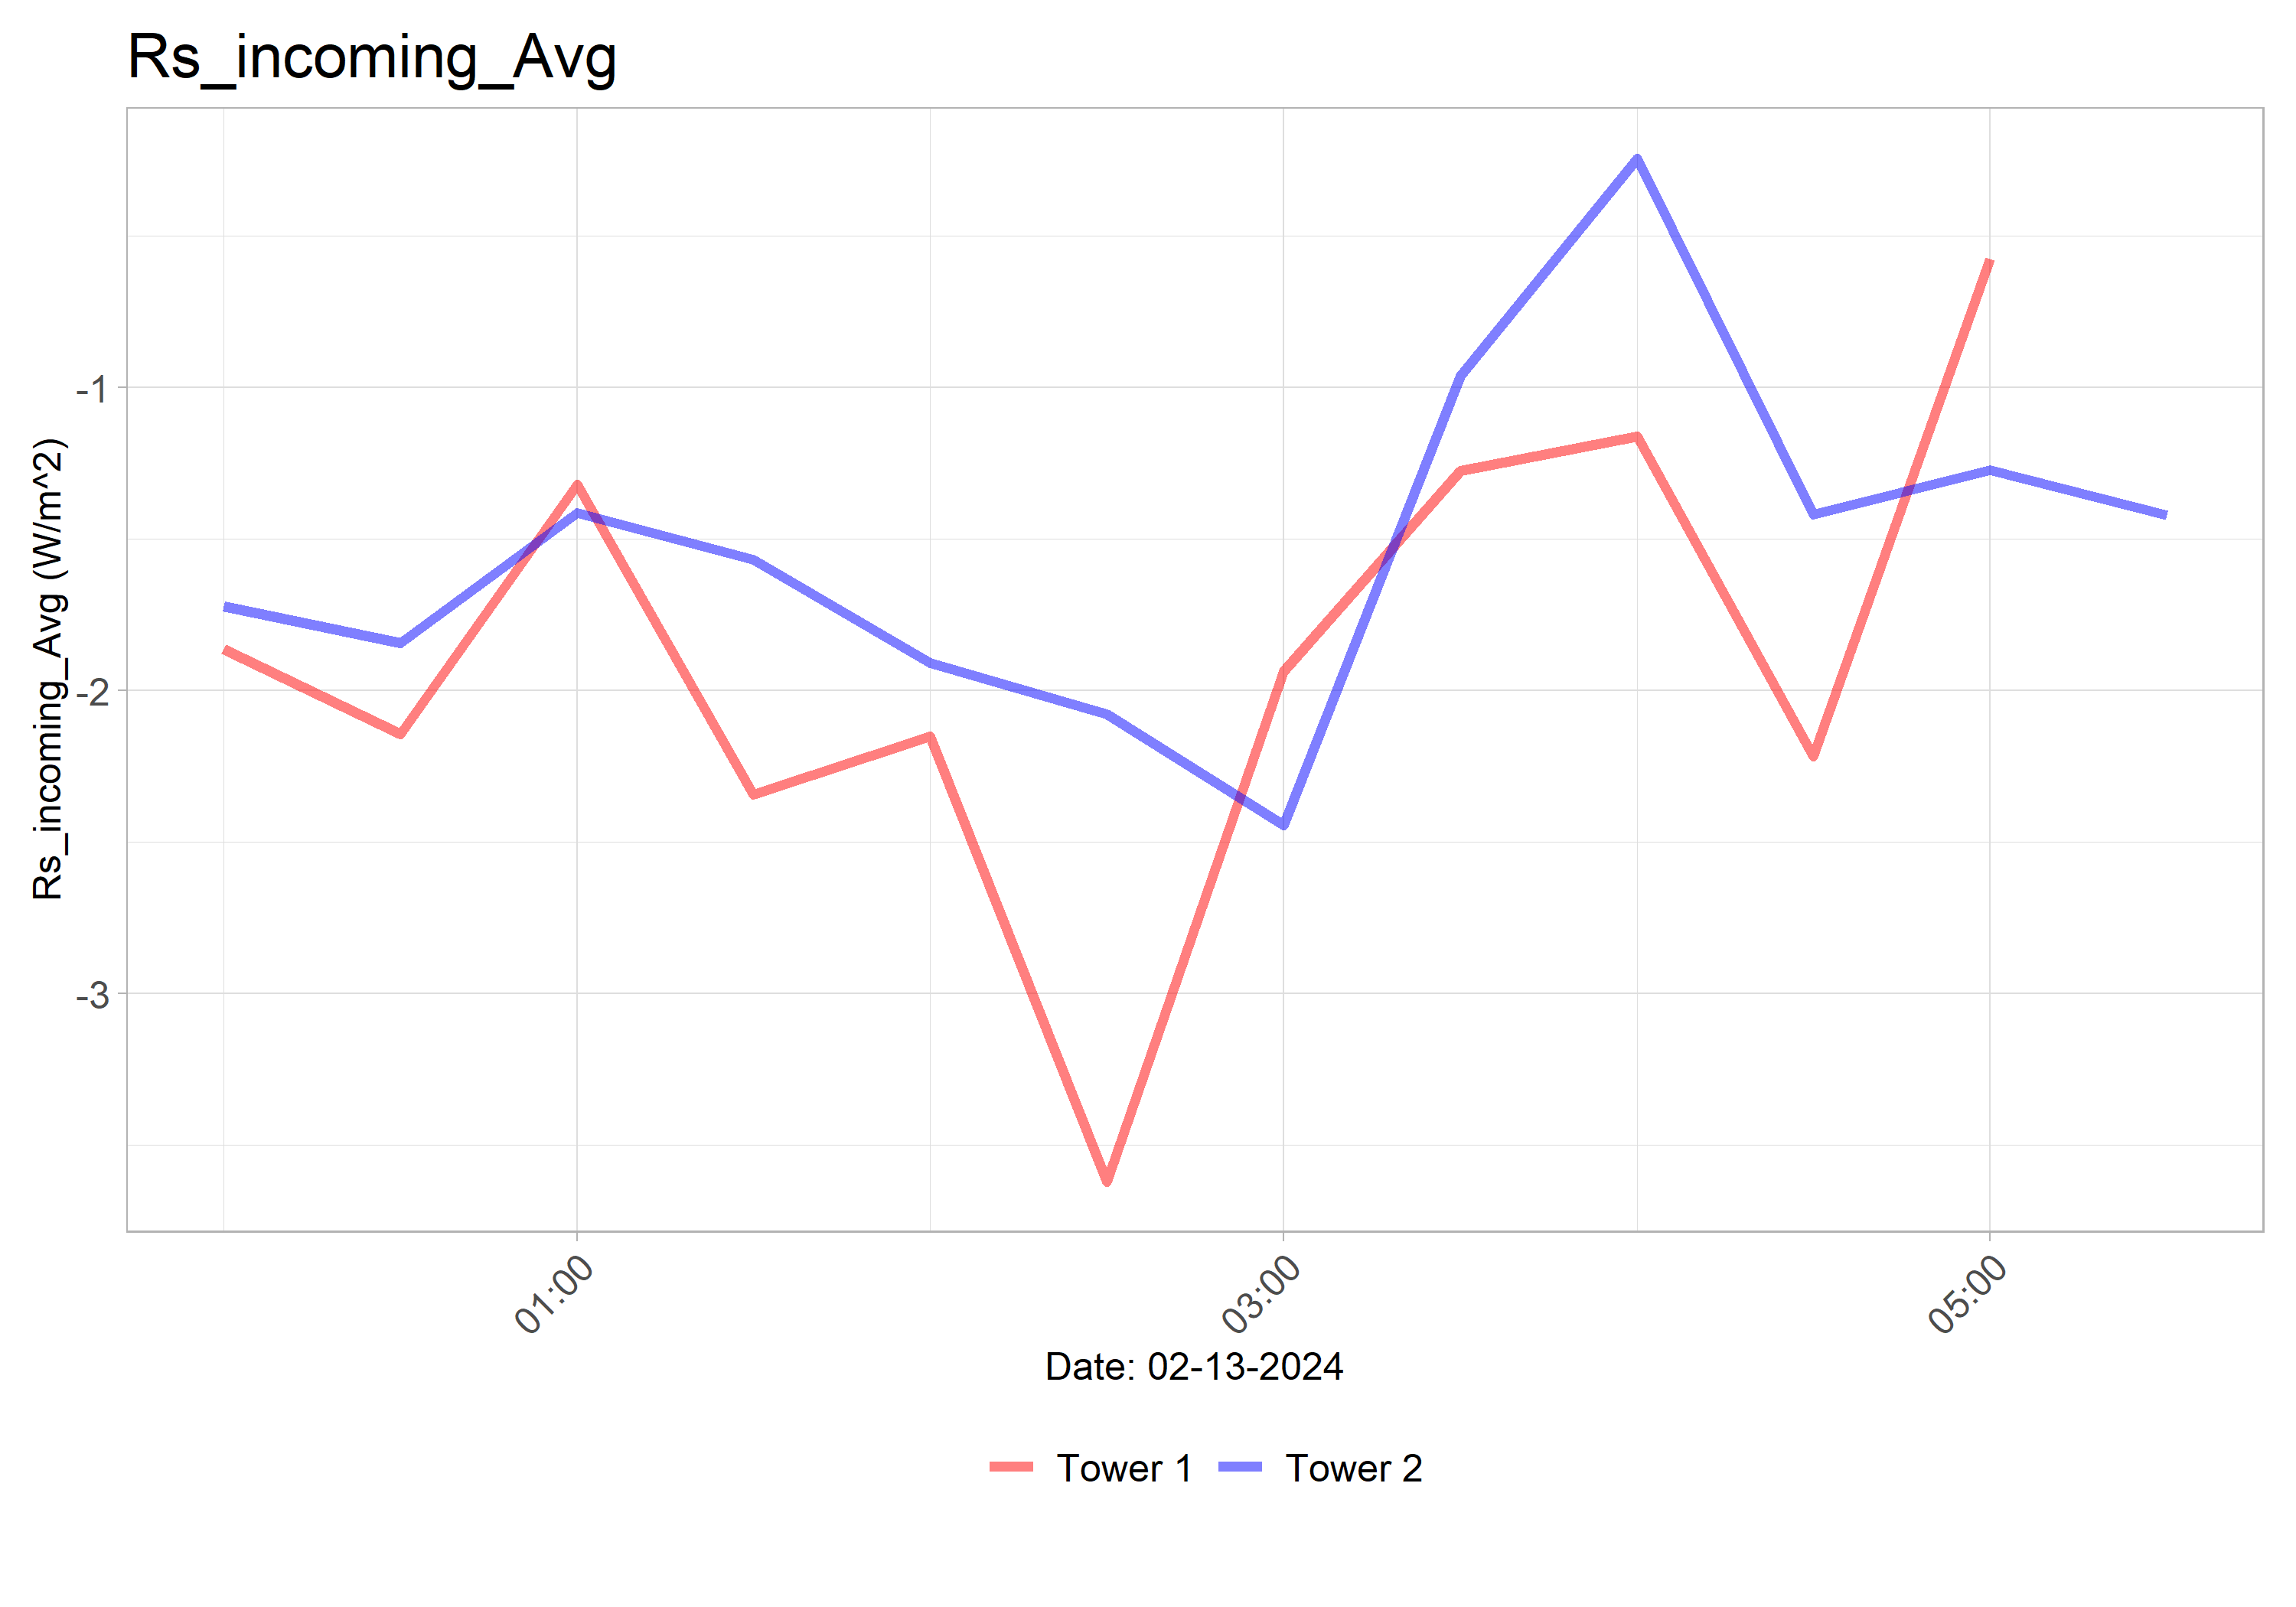 Rs_incoming_Avg
Rs_incoming_Avg (W/m^2)
-1
-2
-3
01:00
03:00
05:00
Date: 02-13-2024
Tower 1
Tower 2